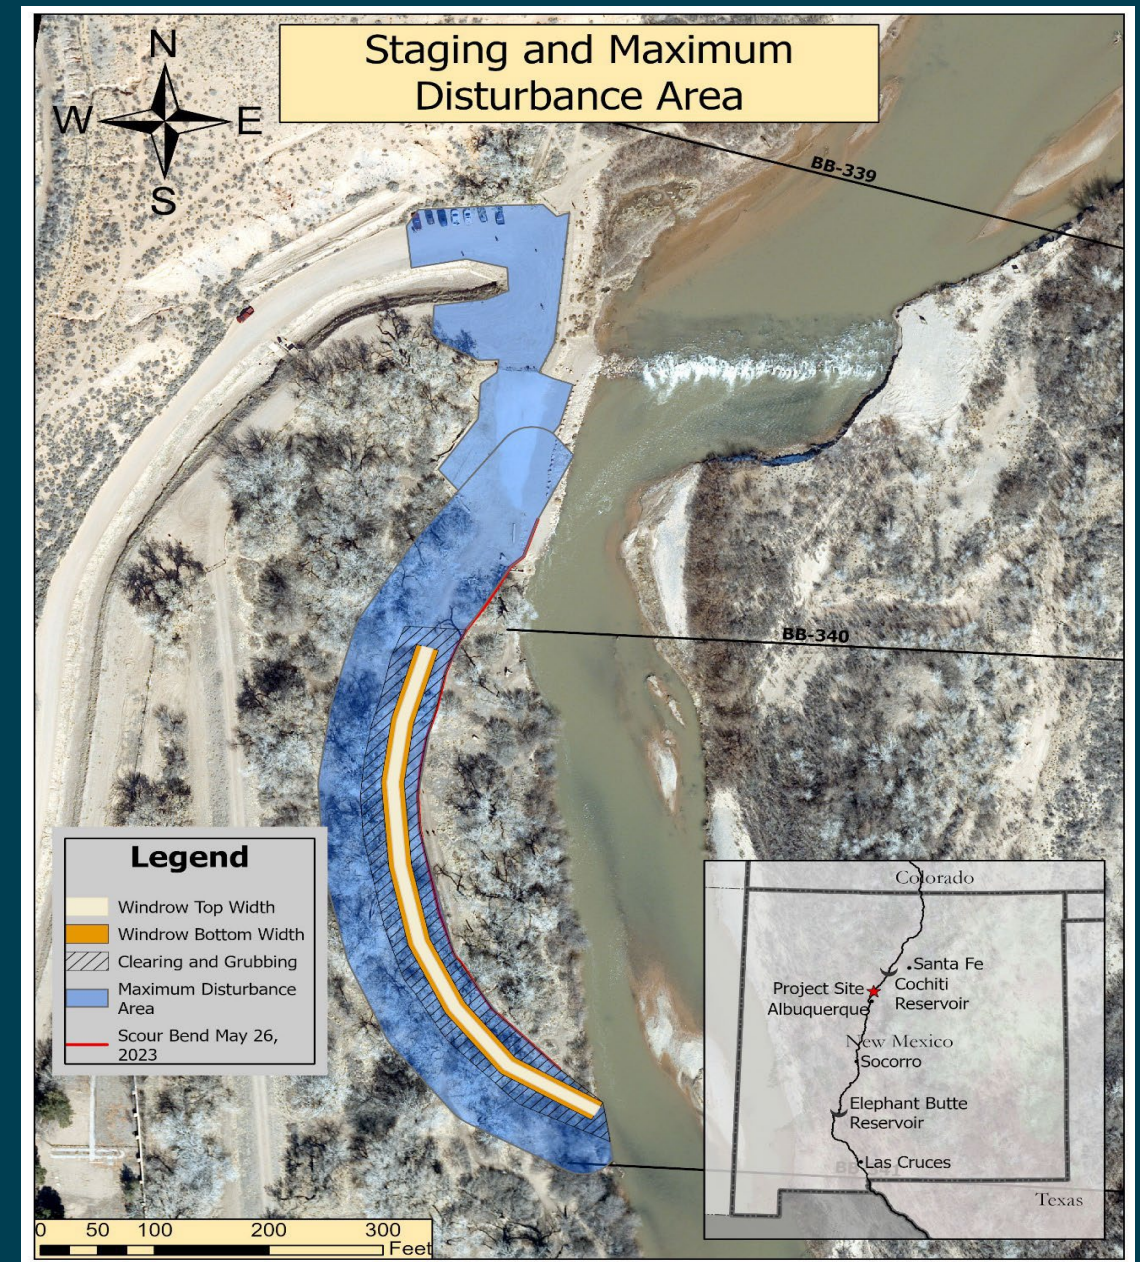 Staging and Maximum
Disturbance Area
N
W
E
S
BB-339
BB-340
Legend
Windrow Top Width
Windrow Bottom Width
Clearing and Grubbing
Maximum Disturbance
Area
Scour Bend May 26,
2023
Colorado
Santa Fe
Cochiti
Reservoir
Project Site
Albuquerque
New Mexico
Socorro
Elephant Butte
Reservoir
Las Cruces
Texas
0 50 100 200 300
Feet